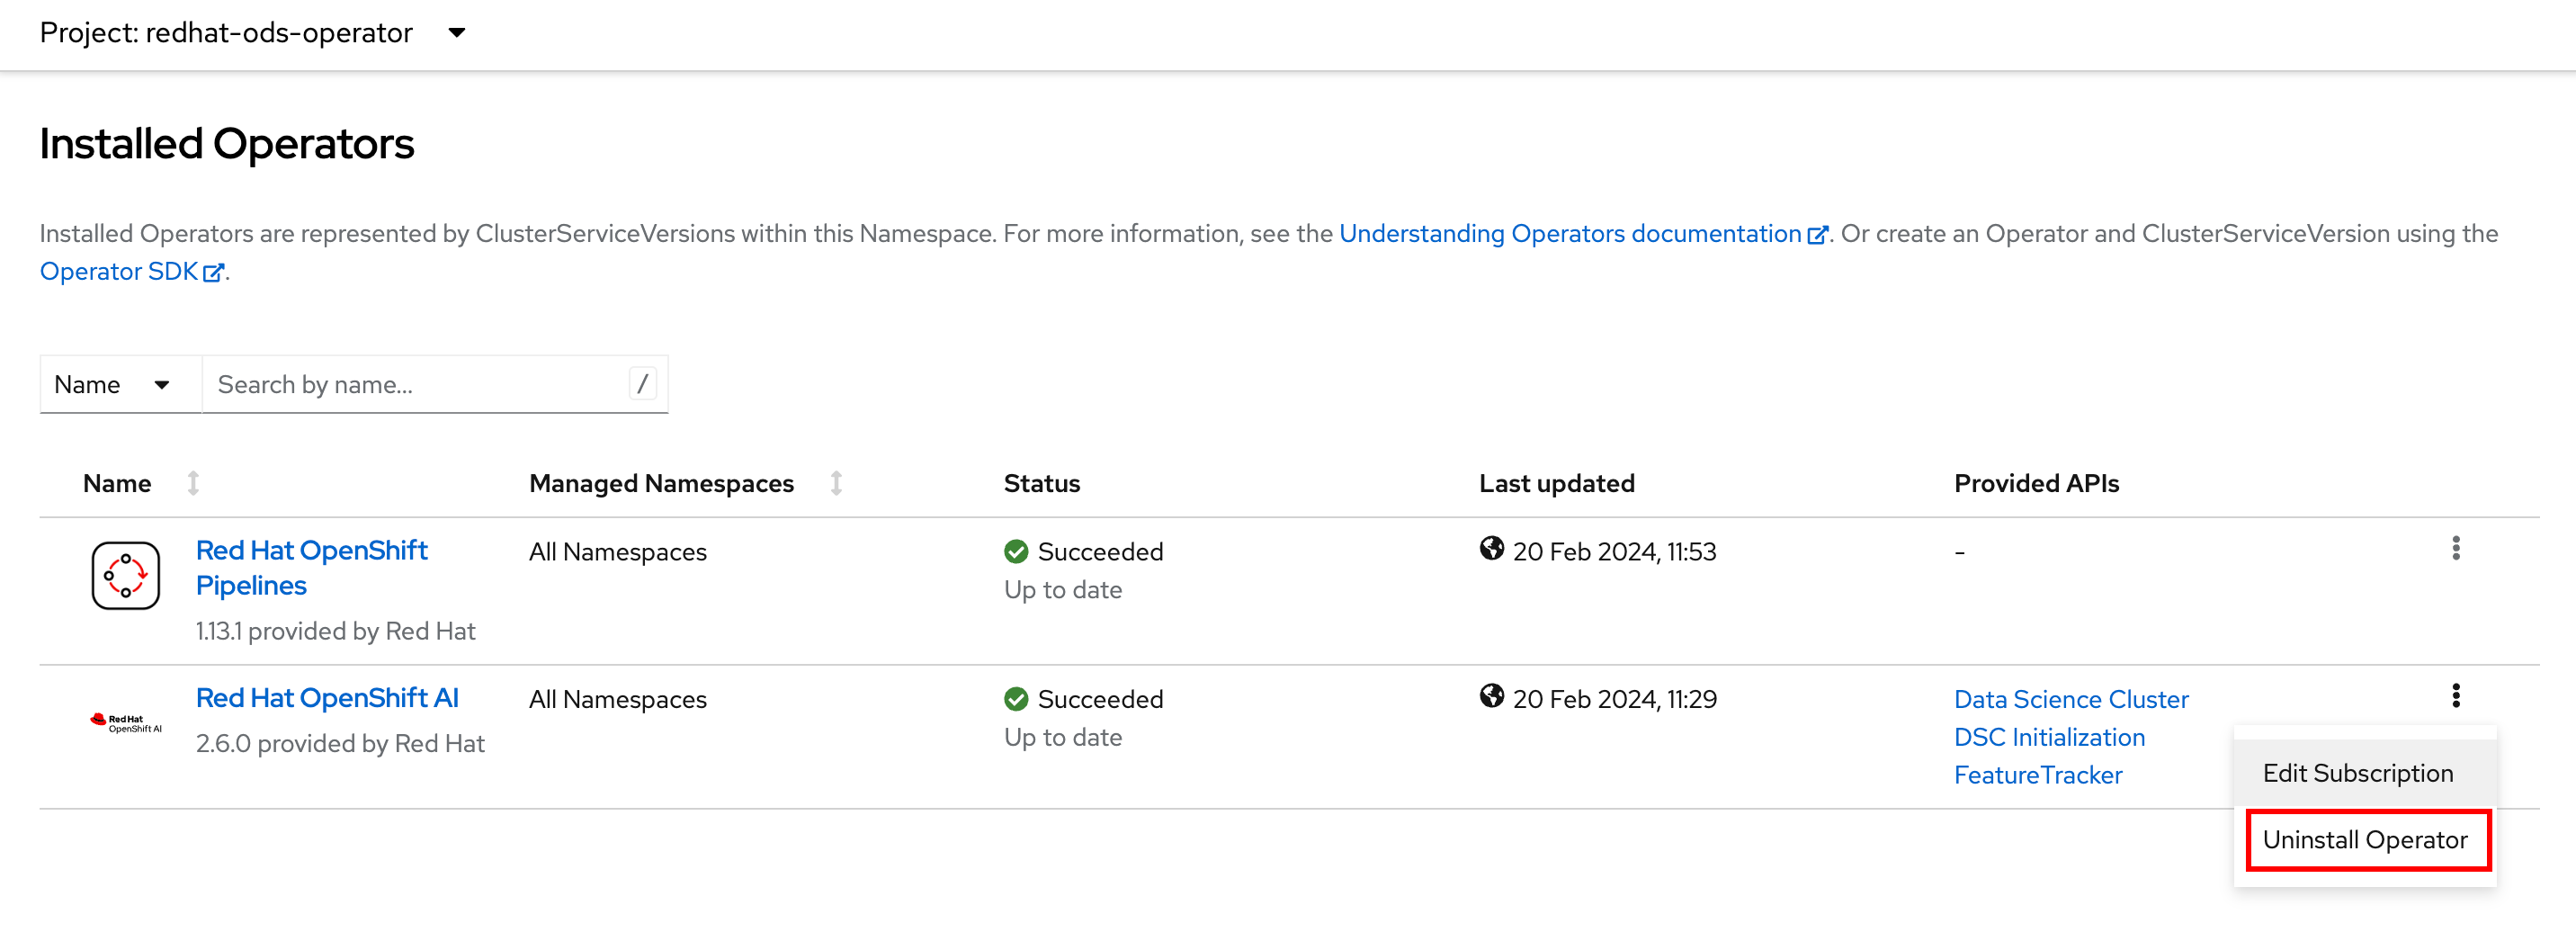 Project: redhat-ods-operator
Installed Operators
Installed Operators are represented by ClusterServiceVersions within this Namespace. For more information, see the Understanding Operators documentation. Or create an Operator and ClusterServiceVersion using the
Operator SDK.
Name Search by name... /
Name Managed Namespaces Status Last updated Provided APIs
Red Hat OpenShift All Namespaces Succeeded 20 Feb 2024, 11:53 -
Pipelines Up to date
1.13.1 provided by Red Hat
Red Hat OpenShift AI All Namespaces Succeeded 20 Feb 2024, 11:29 Data Science Cluster
Red Hat
OpenShift AI
2.6.0 provided by Red Hat Up to date DSC Initialization
FeatureTracker Edit Subscription
Uninstall Operator